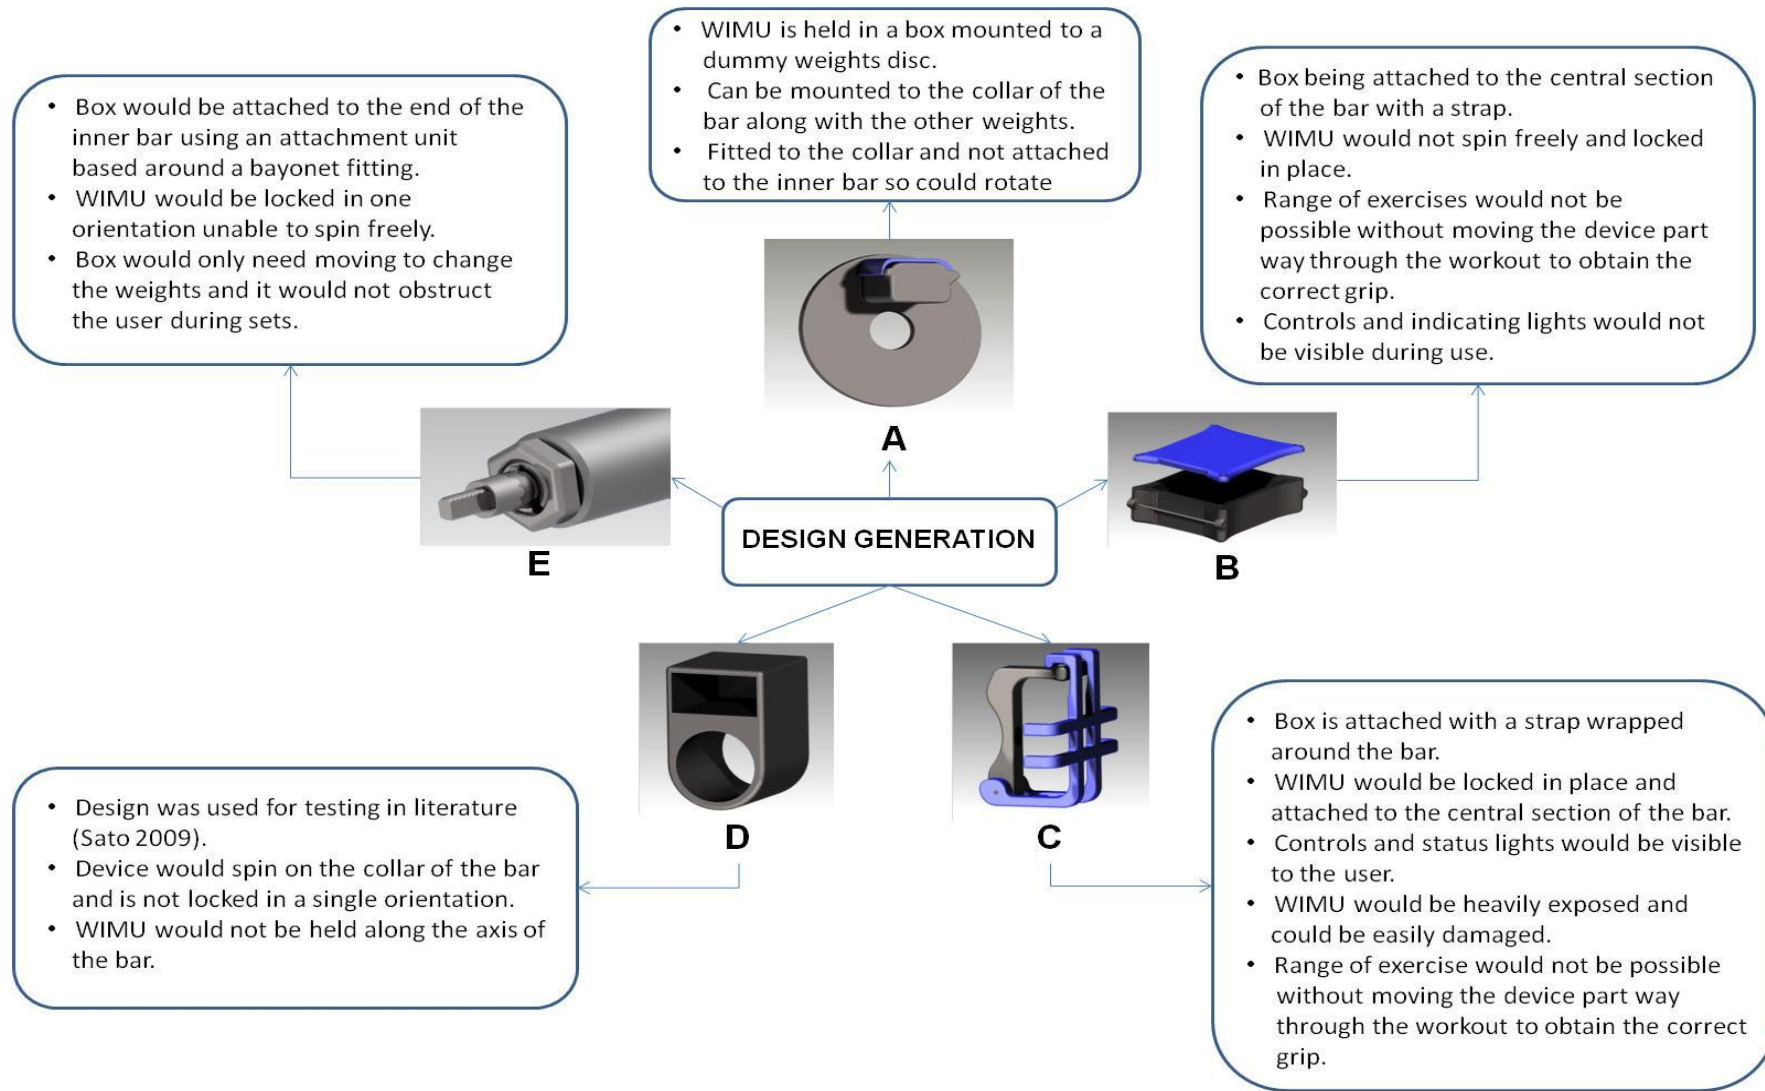 • WIMU is held in a box mounted to a
dummy weights disc.
• Can be mounted to the collar of the
bar along with the other weights.
• Fitted to the collar and not attached
to the inner bar so could rotate
• Box would be attached to the end of the
inner bar using an attachment unit
based around a bayonet fitting.
• WIMU would be locked in one
orientation unable to spin freely.
• Box would only need moving to change
the weights and it would not obstruct
the user during sets.
• Box being attached to the central section
of the bar with a strap.
• WIMU would not spin freely and locked
in place.
• Range of exercises would not be
possible without moving the device part
way through the workout to obtain the
correct grip.
• Controls and indicating lights would not
be visible during use.
A
E
DESIGN GENERATION
B
D
C
• Design was used for testing in literature
(Sato 2009).
• Device would spin on the collar of the bar
and is not locked in a single orientation.
• WIMU would not be held along the axis of
the bar.
• Box is attached with a strap wrapped
around the bar.
• WIMU would be locked in place and
attached to the central section of the bar.
• Controls and status lights would be visible
to the user.
• WIMU would be heavily exposed and
could be easily damaged.
• Range of exercise would not be possible
without moving the device part way
through the workout to obtain the correct
grip.